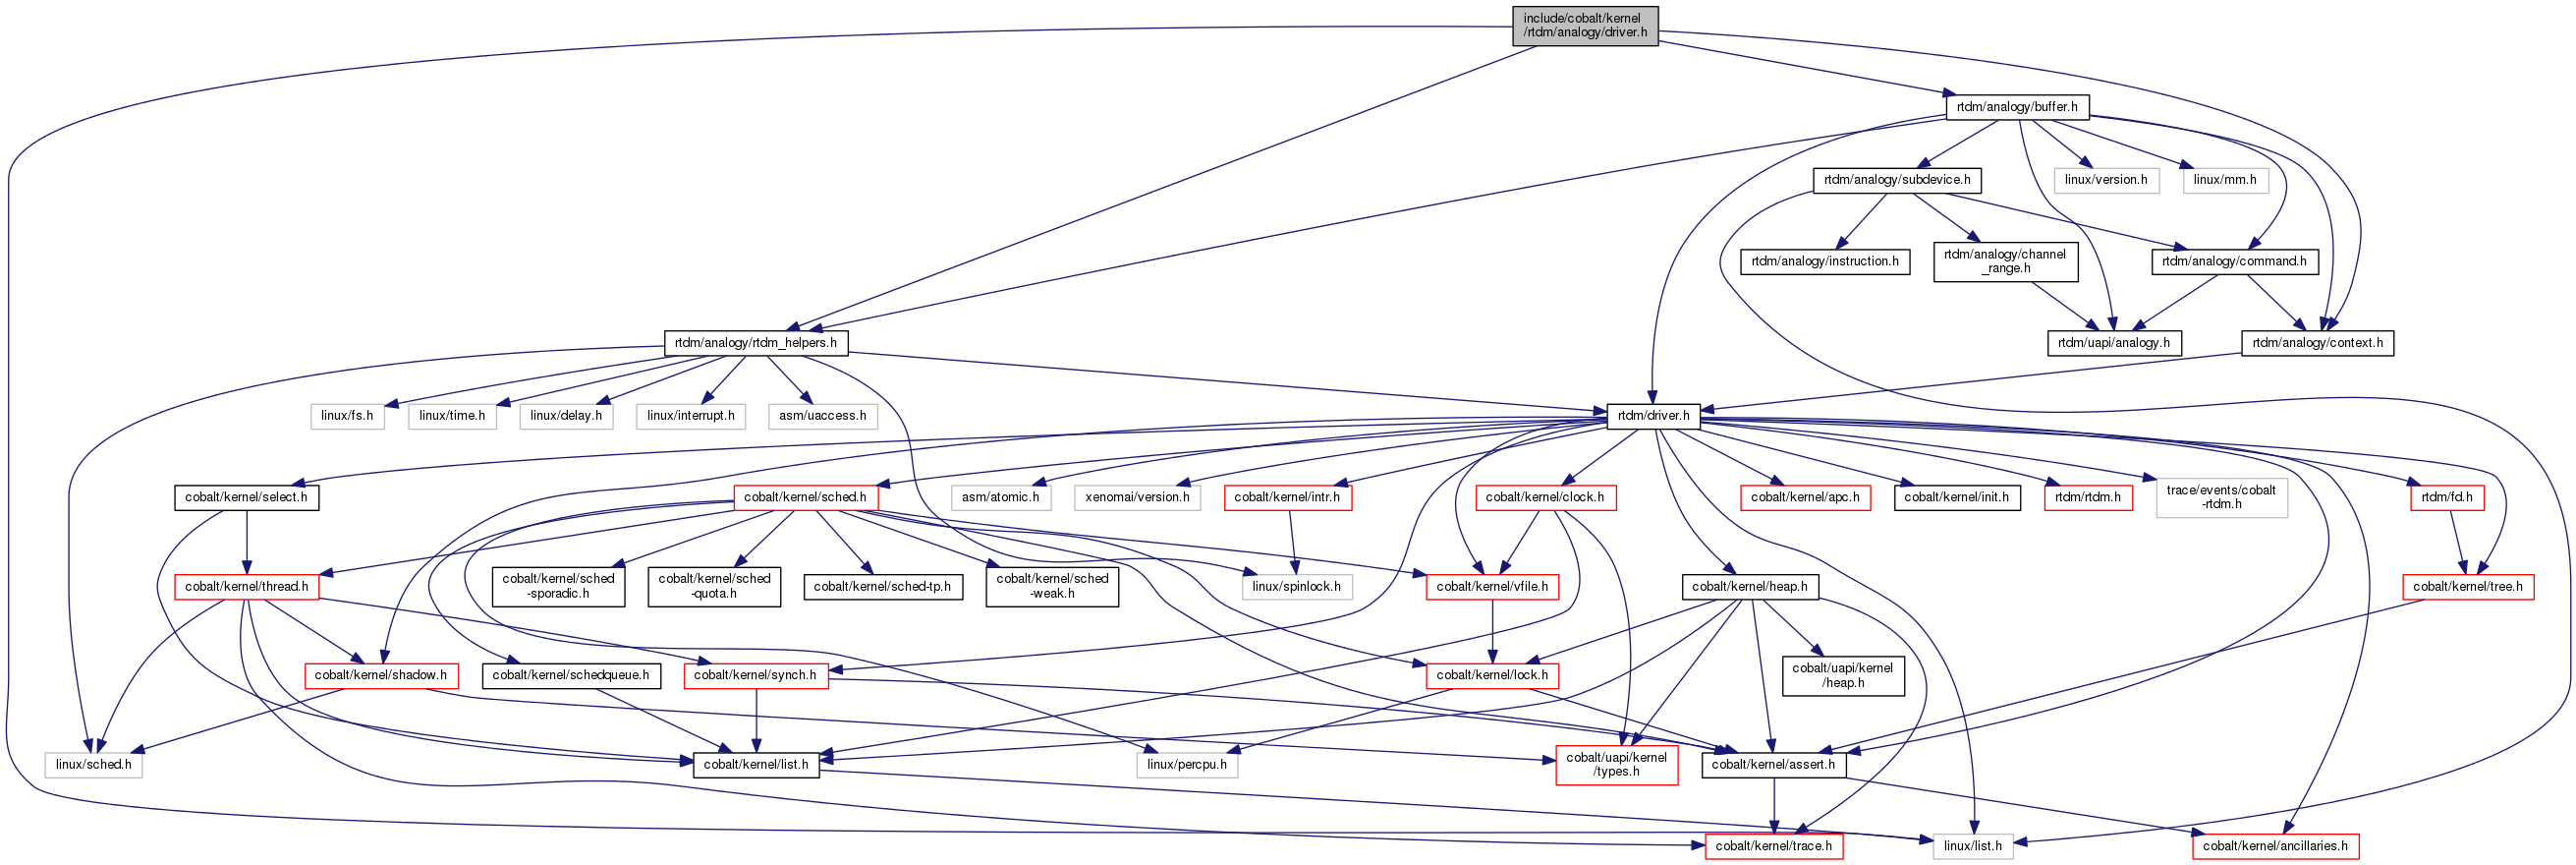 include/cobalt/kernel
/rtdm/analogy/driver.h
rtdm/analogy/buffer.h
rtdm/analogy/subdevice.h
linux/version.h
linux/mm.h
rtdm/analogy/instruction.h
rtdm/analogy/channel
_range.h
rtdm/analogy/command.h
rtdm/analogy/rtdm_helpers.h
rtdm/uapi/analogy.h
rtdm/analogy/context.h
linux/fs.h
linux/time.h
linux/delay.h
linux/interrupt.h
asm/uaccess.h
rtdm/driver.h
cobalt/kernel/select.h
cobalt/kernel/sched.h
asm/atomic.h
xenomai/version.h
cobalt/kernel/intr.h
cobalt/kernel/clock.h
cobalt/kernel/apc.h
cobalt/kernel/init.h
rtdm/rtdm.h
trace/events/cobalt
-rtdm.h
rtdm/fd.h
cobalt/kernel/thread.h
cobalt/kernel/sched
-sporadic.h
cobalt/kernel/sched
-quota.h
cobalt/kernel/sched-tp.h
cobalt/kernel/sched
-weak.h
linux/spinlock.h
cobalt/kernel/vfile.h
cobalt/kernel/heap.h
cobalt/kernel/tree.h
cobalt/kernel/shadow.h
cobalt/kernel/schedqueue.h
cobalt/kernel/synch.h
cobalt/kernel/lock.h
cobalt/uapi/kernel
/heap.h
linux/sched.h
cobalt/kernel/list.h
linux/percpu.h
cobalt/uapi/kernel
/types.h
cobalt/kernel/assert.h
cobalt/kernel/trace.h
linux/list.h
cobalt/kernel/ancillaries.h